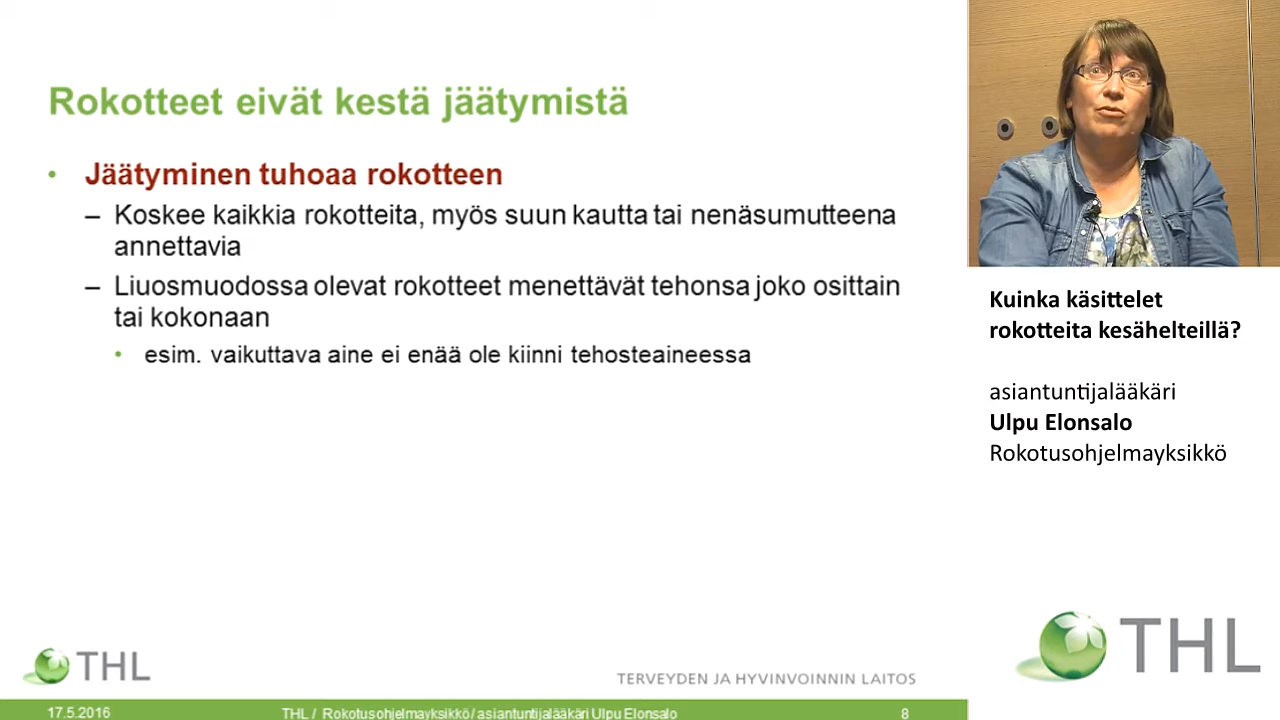 Rokotteet eivät kestä jäätymistä
• Jäätyminen tuhoaa rokotteen
– Koskee kaikkia rokotteita, myös suun kautta tai nenäsumutteena
annettavia
– Liuosmuodossa olevat rokotteet menettävät tehonsa joko osittain
tai kokonaan
• esim. vaikuttava aine ei enää ole kiinni tehosteaineessa
Kuinka käsittelet
rokotteita kesähelteillä?
asiantuntijalääkäri
Ulpu Elonsalo
Rokotusohjelmayksikkö
THL
THL
TERVEYDEN JA HYVINVOINNIN LAITOS
17.5.2016
THL / Rokotusohjelmayksikkö/ asiantuntijalääkäri Ulpu Elonsalo
8